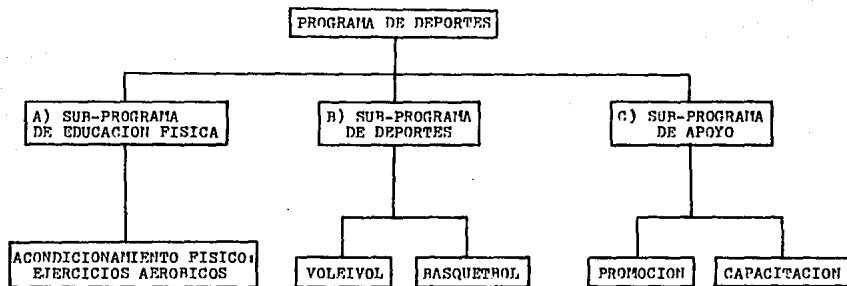 PROGRAMA DE DEPORTES
A) SUB-PROGRAMA
DE EDUCACION FISICA
B) SUB-PROGRAMA
DE DEPORTES
C) SUB-PROGRAMA
DE APOYO
ACONDICIONAMIENTO FISICO:
EJERCICIOS AEROBICOS
VOLEIVOL
BASQUETBOL
PROMOCION
CAPACITACION